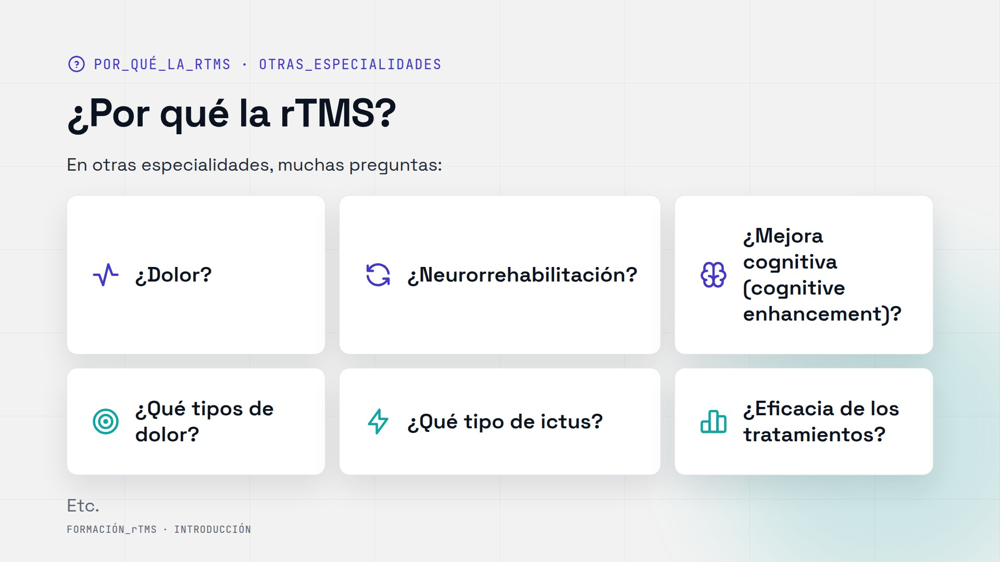 POR_QUÉ_LA_RTMS · OTRAS_ESPECIALIDADES
¿Por qué la rTMS?
En otras especialidades, muchas preguntas:
¿Dolor?
¿Neurorrehabilitación?
¿Mejora
cognitiva
(cognitive
enhancement)?
¿Qué tipos de
dolor?
¿Qué tipo de ictus?
¿Eficacia de los
tratamientos?
Etc.
FORMACIÓN_rTMS · INTRODUCCIÓN